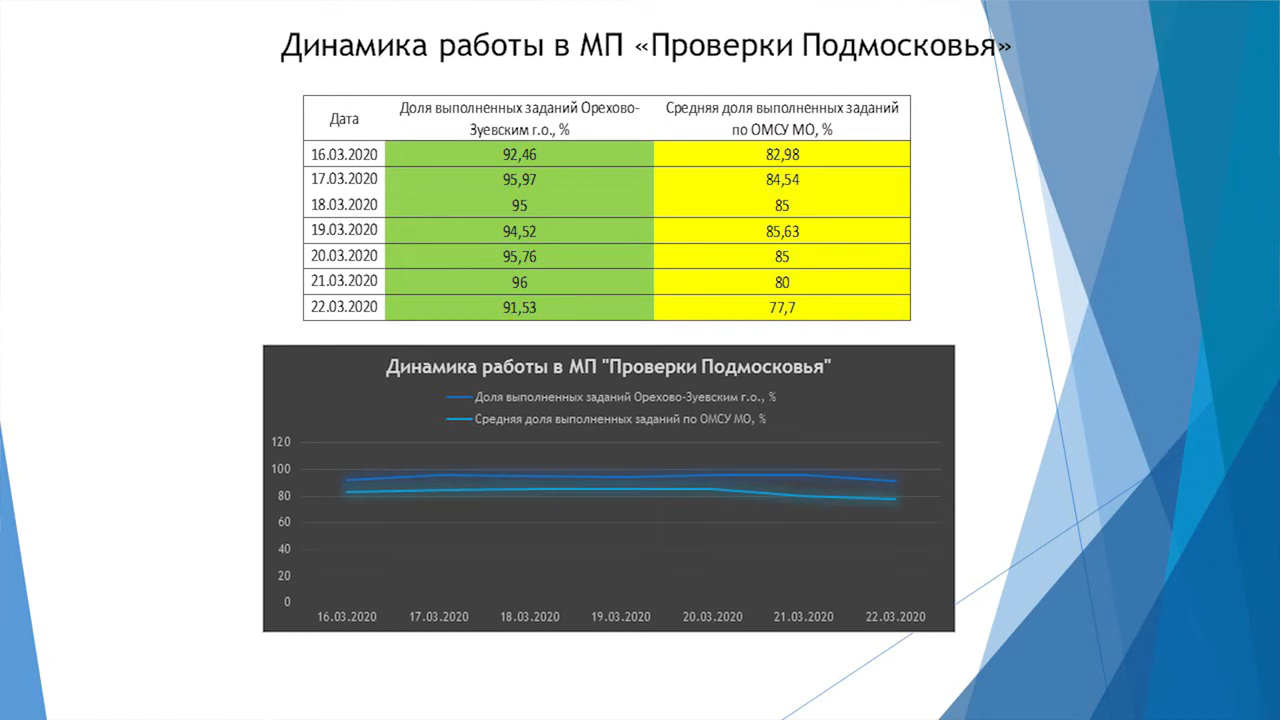 Динамика работы в МП «Проверки Подмосковья»
Дата
Доля выполненных заданий Орехово-
Зуевским г.о., %
Средняя доля выполненных заданий
по ОМСУ МО, %
16.03.2020 92,46 82,98
17.03.2020 95,97 84,54
18.03.2020 95 85
19.03.2020 94,52 85,63
20.03.2020 95,76 85
21.03.2020 96 80
22.03.2020 91,53 77,7
Динамика работы в МП "Проверки Подмосковья"
Доля выполненных заданий Орехово-Зуевским г.о., %
Средняя доля выполненных заданий по ОМСУ МО, %
120
100
80
60
40
20
0
16.03.2020 17.03.2020 18.03.2020 19.03.2020 20.03.2020 21.03.2020 22.03.2020